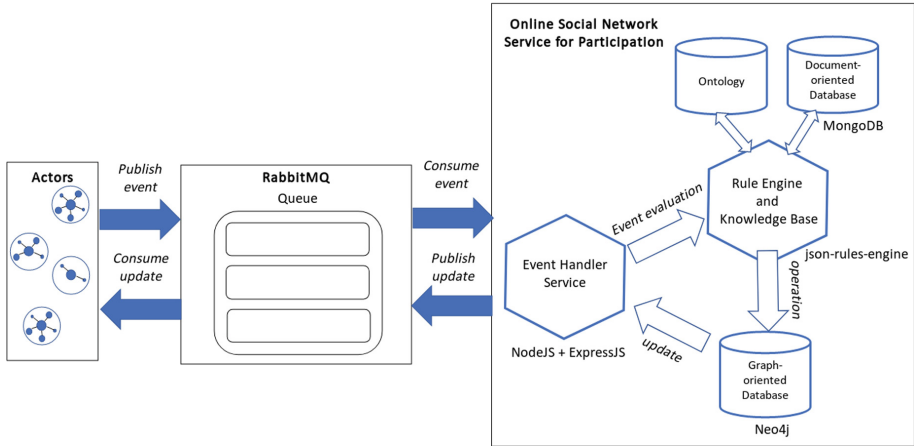 Online Social Network
Service for Participation
Ontology
Document-
oriented
Database
MongoDB
Actors
Publish
event
Consume
update
RabbitMQ
Queue
Consume
event
Publish
update
Event Handler
Service
NodeJS + ExpressJS
Event evaluation
Rule Engine
and
Knowledge Base
json-rules-engine
operation
update
Graph-
oriented
Database
Neo4j